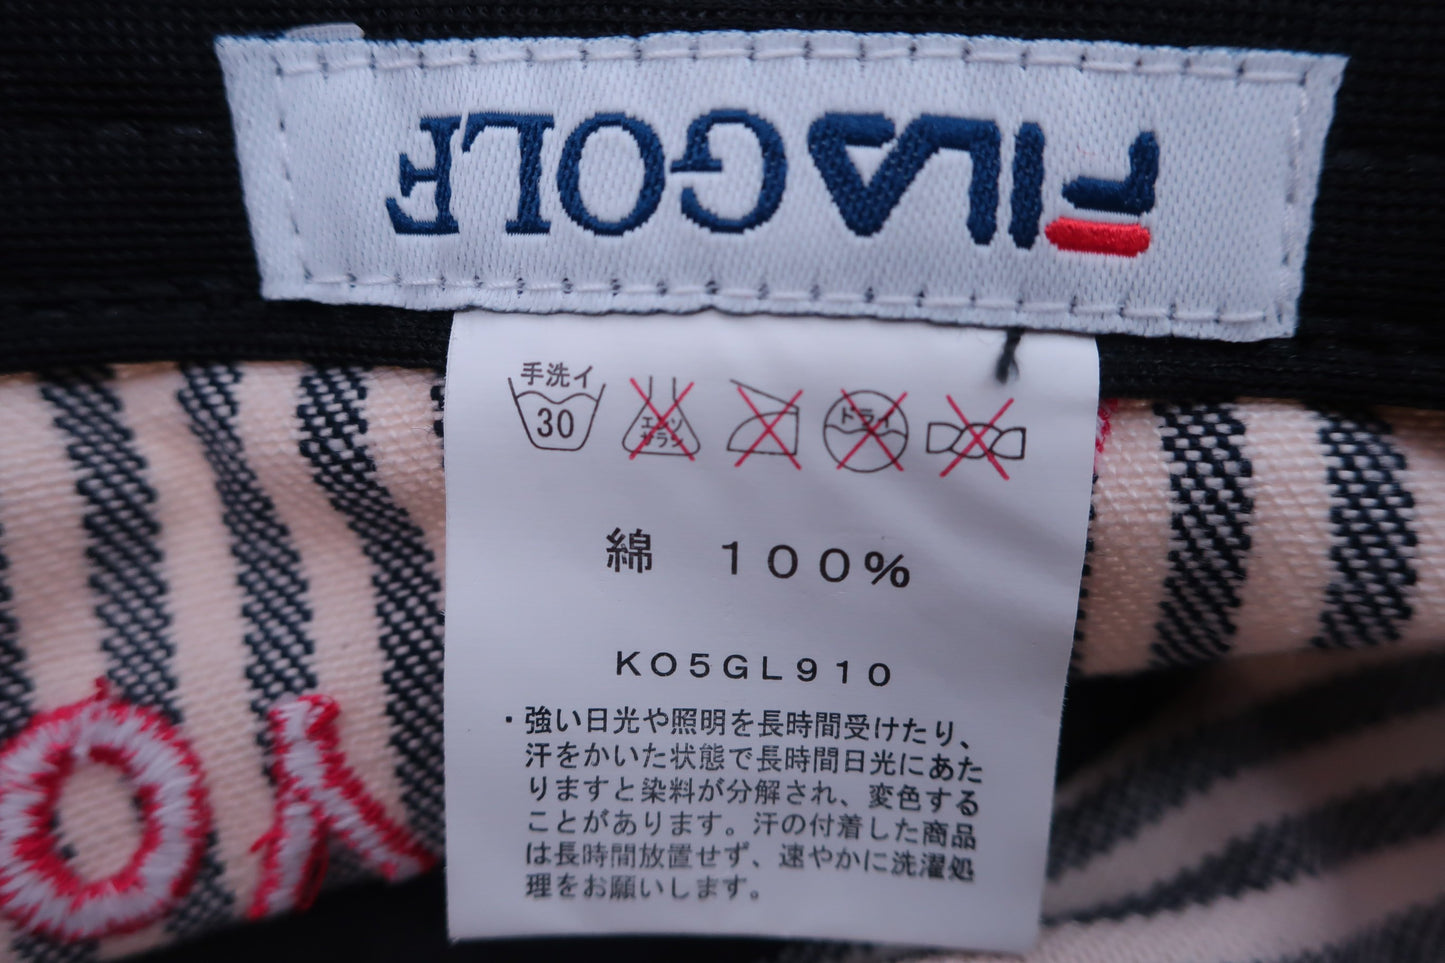 FILA GOLF
手洗イ
30
エンソ
サラシ
ドライ
綿 100%
K05GL910
・強い日光や照明を長時間受けたり、
汗をかいた状態で長時間日光にあた
りますと染料が分解され、変色する
ことがあります。汗の付着した商品
は長時間放置せず、速やかに洗濯処
理をお願いします。